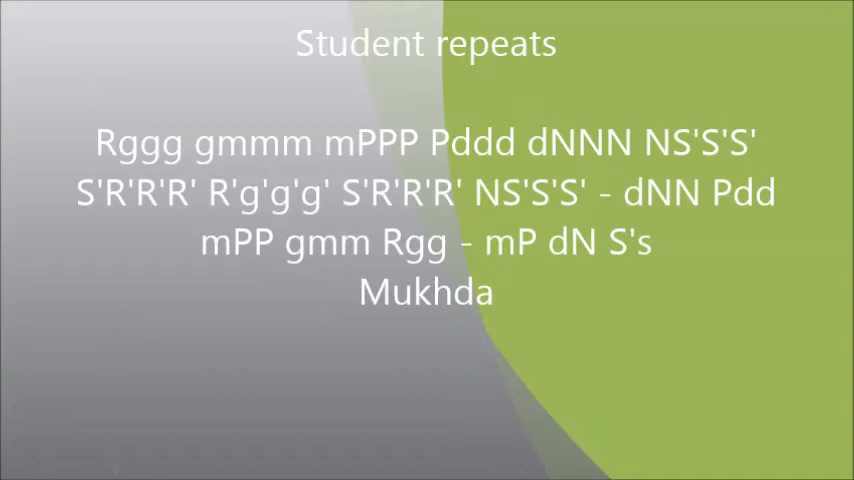 Student repeats
Rggg gmmm mPPP Pddd dNNN NS'S'S'
S'R'R'R' R'g'g'g' S'R'R'R' NS'S'S' - dNN Pdd
mPP gmm Rgg - mP dN S's
Mukhda